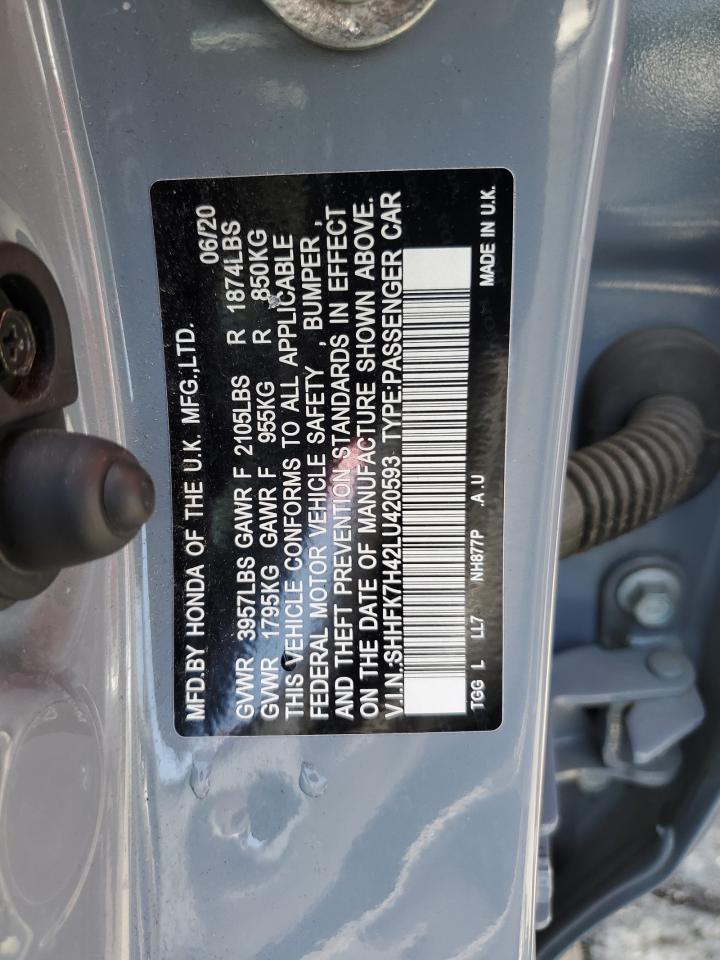 MFD.BY HONDA OF THE U.K. MFG.,LTD. 06/20
GVWR 3957LBS GAWR F 2105LBS R 1874LBS
GVWR 1795KG GAWR F 955KG R 850KG
THIS VEHICLE CONFORMS TO ALL APPLICABLE
FEDERAL MOTOR VEHICLE SAFETY , BUMPER ,
AND THEFT PREVENTION STANDARDS IN EFFECT
ON THE DATE OF MANUFACTURE SHOWN ABOVE.
V.I.N.:SHHFK7H42LU420593 TYPE:PASSENGER CAR
TGG L LL7 NH877P .A .U MADE IN U.K.